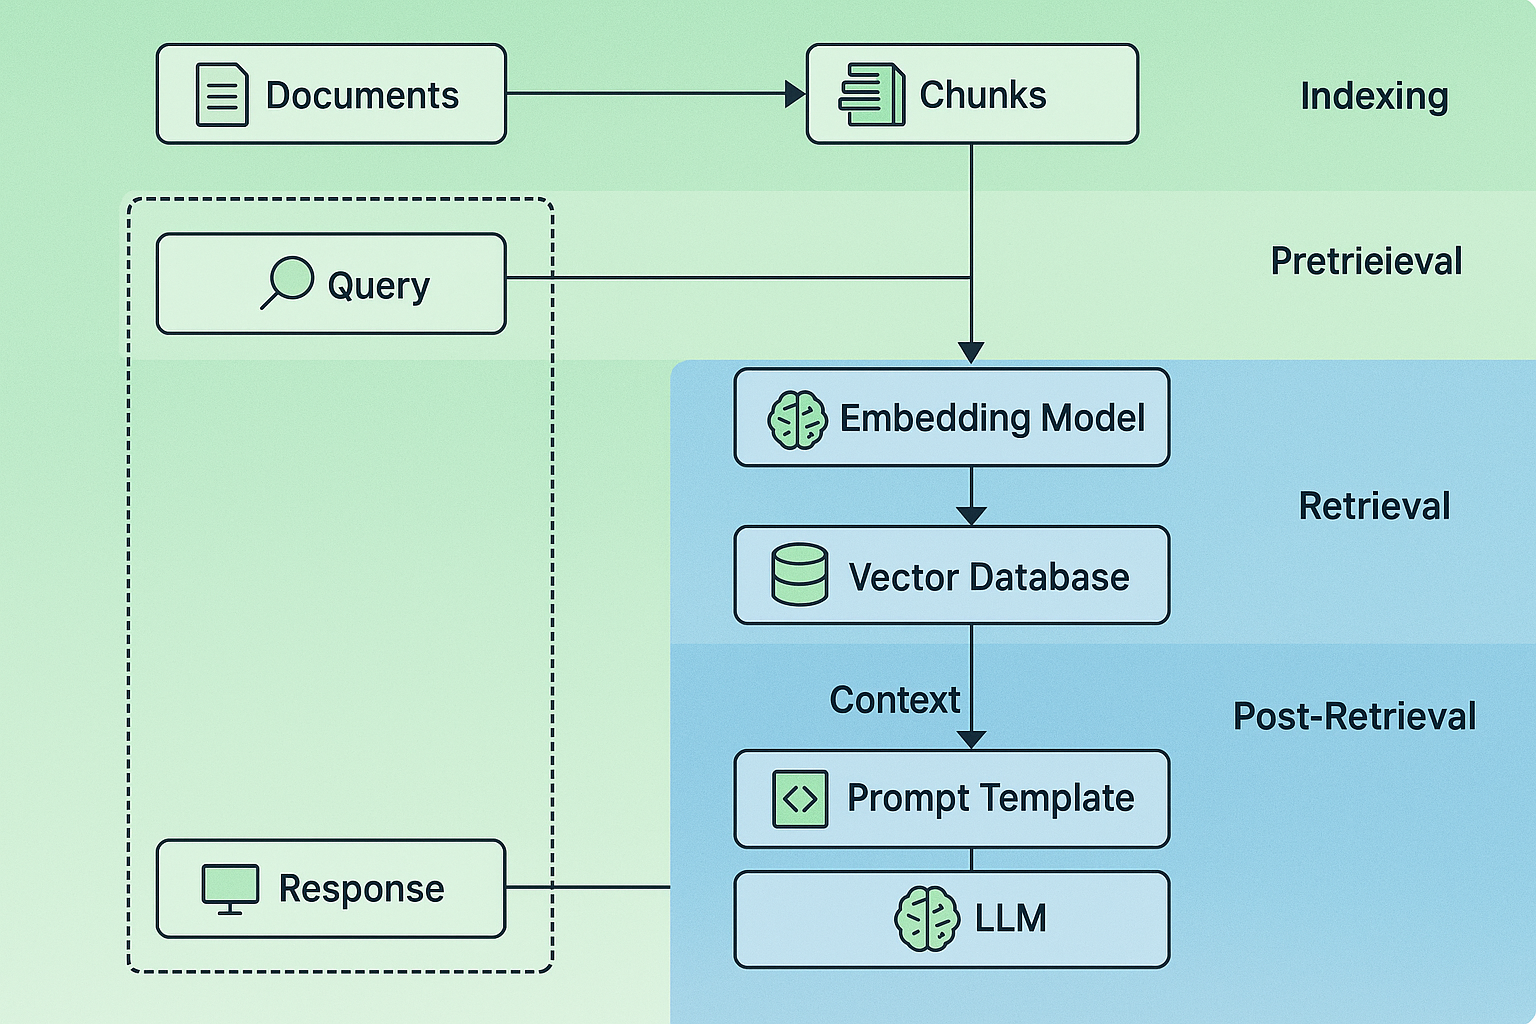 Documents
Chunks
Indexing
Query
Pretrieieval
Embedding Model
Retrieval
Vector Database
Context
Post-Retrieval
Prompt Template
Response
LLM